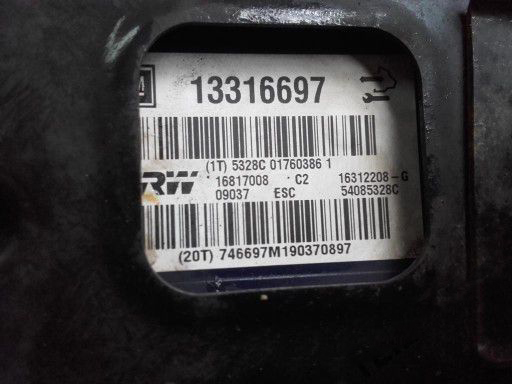 13316697
(1T) 5328C 01760386 1
RW 16817008 C2 16312208-G
09037 ESC 54085328C
(20T) 746697M190370897